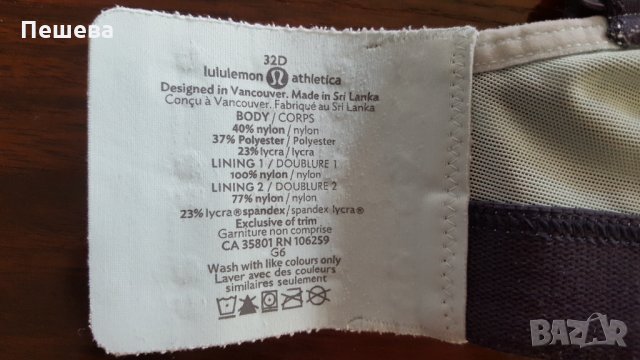 Пешева
32D
lululemon athletica
Designed in Vancouver. Made in Sri Lanka
Conçu à Vancouver. Fabriqué au Sri Lanka
BODY / CORPS
40% nylon / nylon
37% Polyester / Polyester
23% lycra / lycra
LINING 1 / DOUBLURE 1
100% nylon / nylon
LINING 2 / DOUBLURE 2
77% nylon / nylon
23% lycra® spandex / spandex lycra®
Exclusive of trim
Garniture non comprise
CA 35801 RN 106259
G6
Wash with like colours only
Laver avec des couleurs
similaires seulement
BAZAR